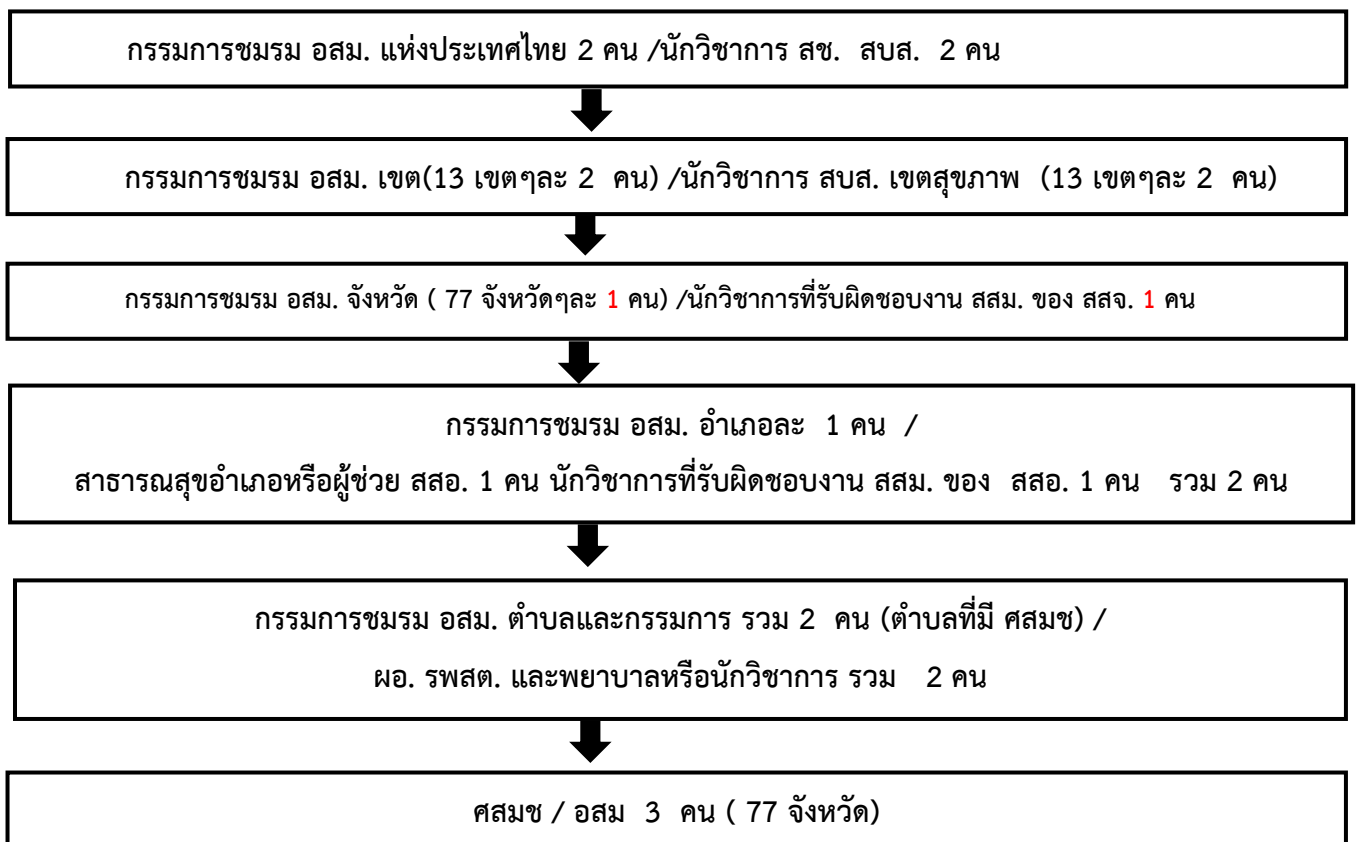 กรรมการชมรม อสม. แห่งประเทศไทย 2 คน /นักวิชาการ สช. สบส. 2 คน
กรรมการชมรม อสม. เขต(13 เขตๆละ 2 คน) /นักวิชาการ สบส. เขตสุขภาพ (13 เขตๆละ 2 คน)
กรรมการชมรม อสม. จังหวัด ( 77 จังหวัดๆละ 1 คน) /นักวิชาการที่รับผิดชอบงาน สสม. ของ สสจ. 1 คน
กรรมการชมรม อสม. อำเภอละ 1 คน /
สาธารณสุขอำเภอหรือผู้ช่วย สสอ. 1 คน นักวิชาการที่รับผิดชอบงาน สสม. ของ สสอ. 1 คน รวม 2 คน
กรรมการชมรม อสม. ตำบลและกรรมการ รวม 2 คน (ตำบลที่มี ศสมช) /
ผอ. รพสต. และพยาบาลหรือนักวิชาการ รวม 2 คน
ศสมช / อสม 3 คน ( 77 จังหวัด)